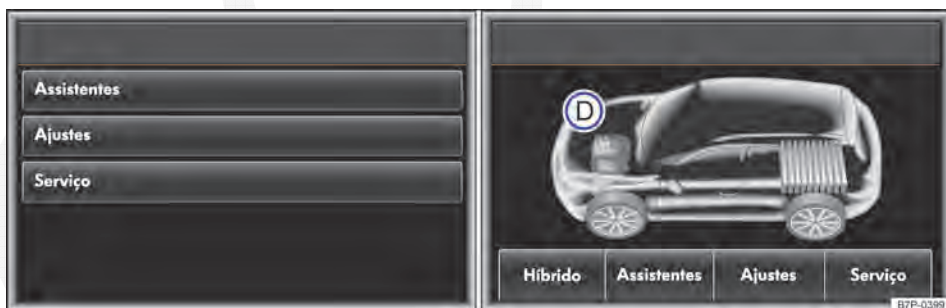 Assistentes
Ajustes
Serviço
D
Híbrido Assistentes Ajustes Serviço
B7P-0399